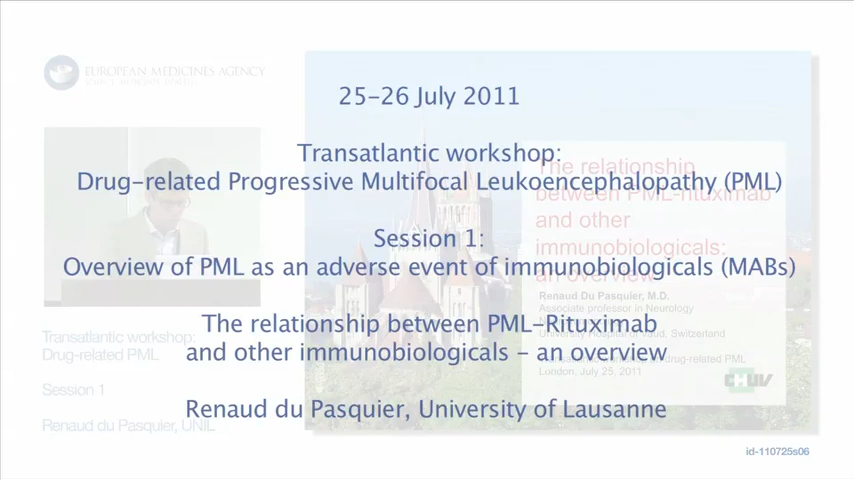 EUROPEAN MEDICINES AGENCY
SCIENCE MEDICINES HEALTH
25-26 July 2011
Transatlantic workshop:
Drug-related Progressive Multifocal Leukoencephalopathy (PML)
Session 1:
Overview of PML as an adverse event of immunobiologicals (MABs)
The relationship between PML-Rituximab
and other immunobiologicals - an overview
Renaud du Pasquier, University of Lausanne
Transatlantic workshop:
Drug-related PML
Session 1
Renaud du Pasquier, UNIL
The relationship
between PML-rituximab
and other
immunobiologicals:
an overview
Renaud Du Pasquier, M.D.
Associate professor in Neurology
University Hospital of Vaud, Switzerland
drug-related PML
London, July 25, 2011
CHUV
id-110725s06